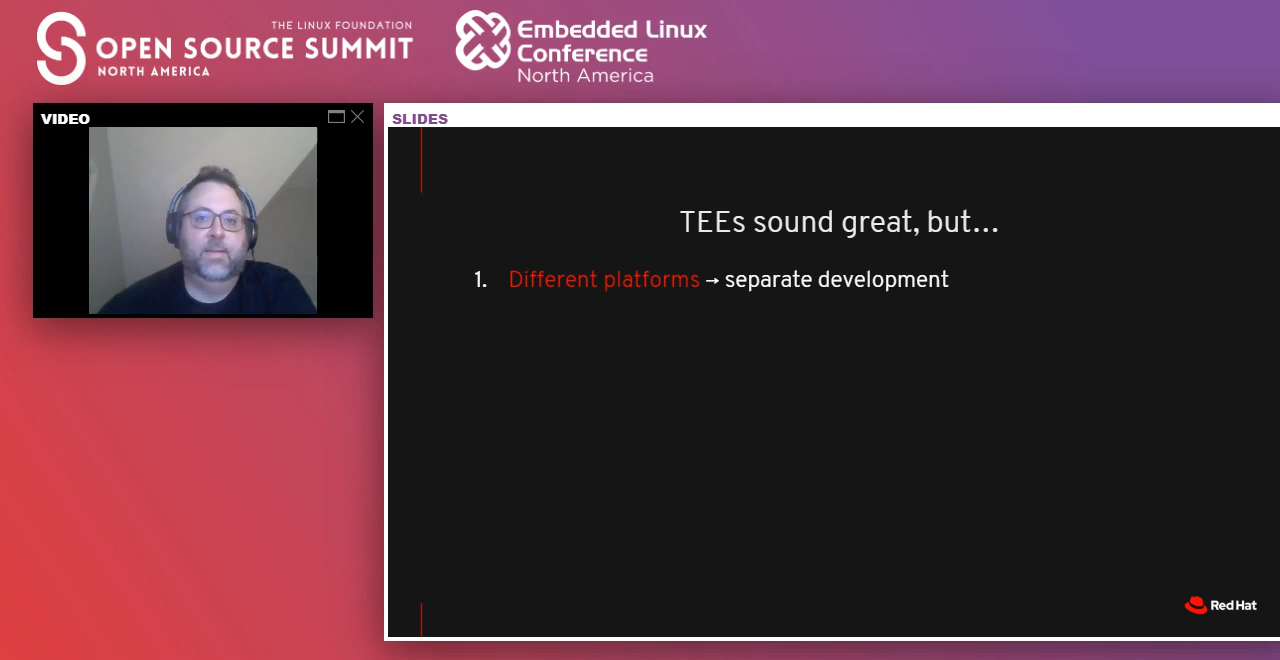 THE LINUX FOUNDATION
OPEN SOURCE SUMMIT
NORTH AMERICA
Embedded Linux
Conference
North America
VIDEO
SLIDES
TEEs sound great, but...
1. Different platforms → separate development
Red Hat